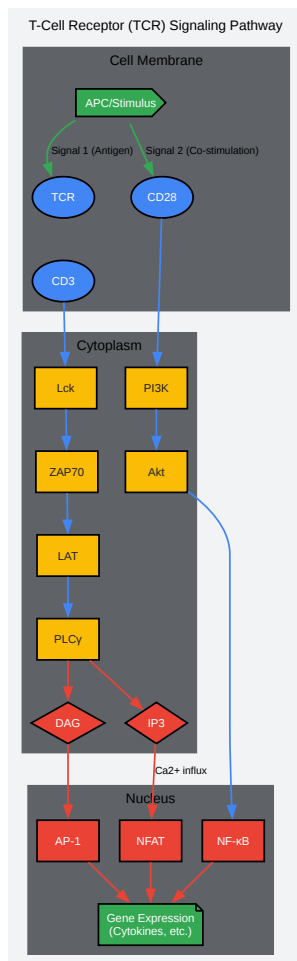 T-Cell Receptor (TCR) Signaling Pathway
Cell Membrane
APC/Stimulus
Signal 1 (Antigen)
Signal 2 (Co-stimulation)
TCR
CD28
CD3
Cytoplasm
Lck
PI3K
ZAP70
Akt
LAT
PLCγ
DAG
IP3
Ca2+ influx
Nucleus
AP-1
NFAT
NF-κB
Gene Expression
(Cytokines, etc.)